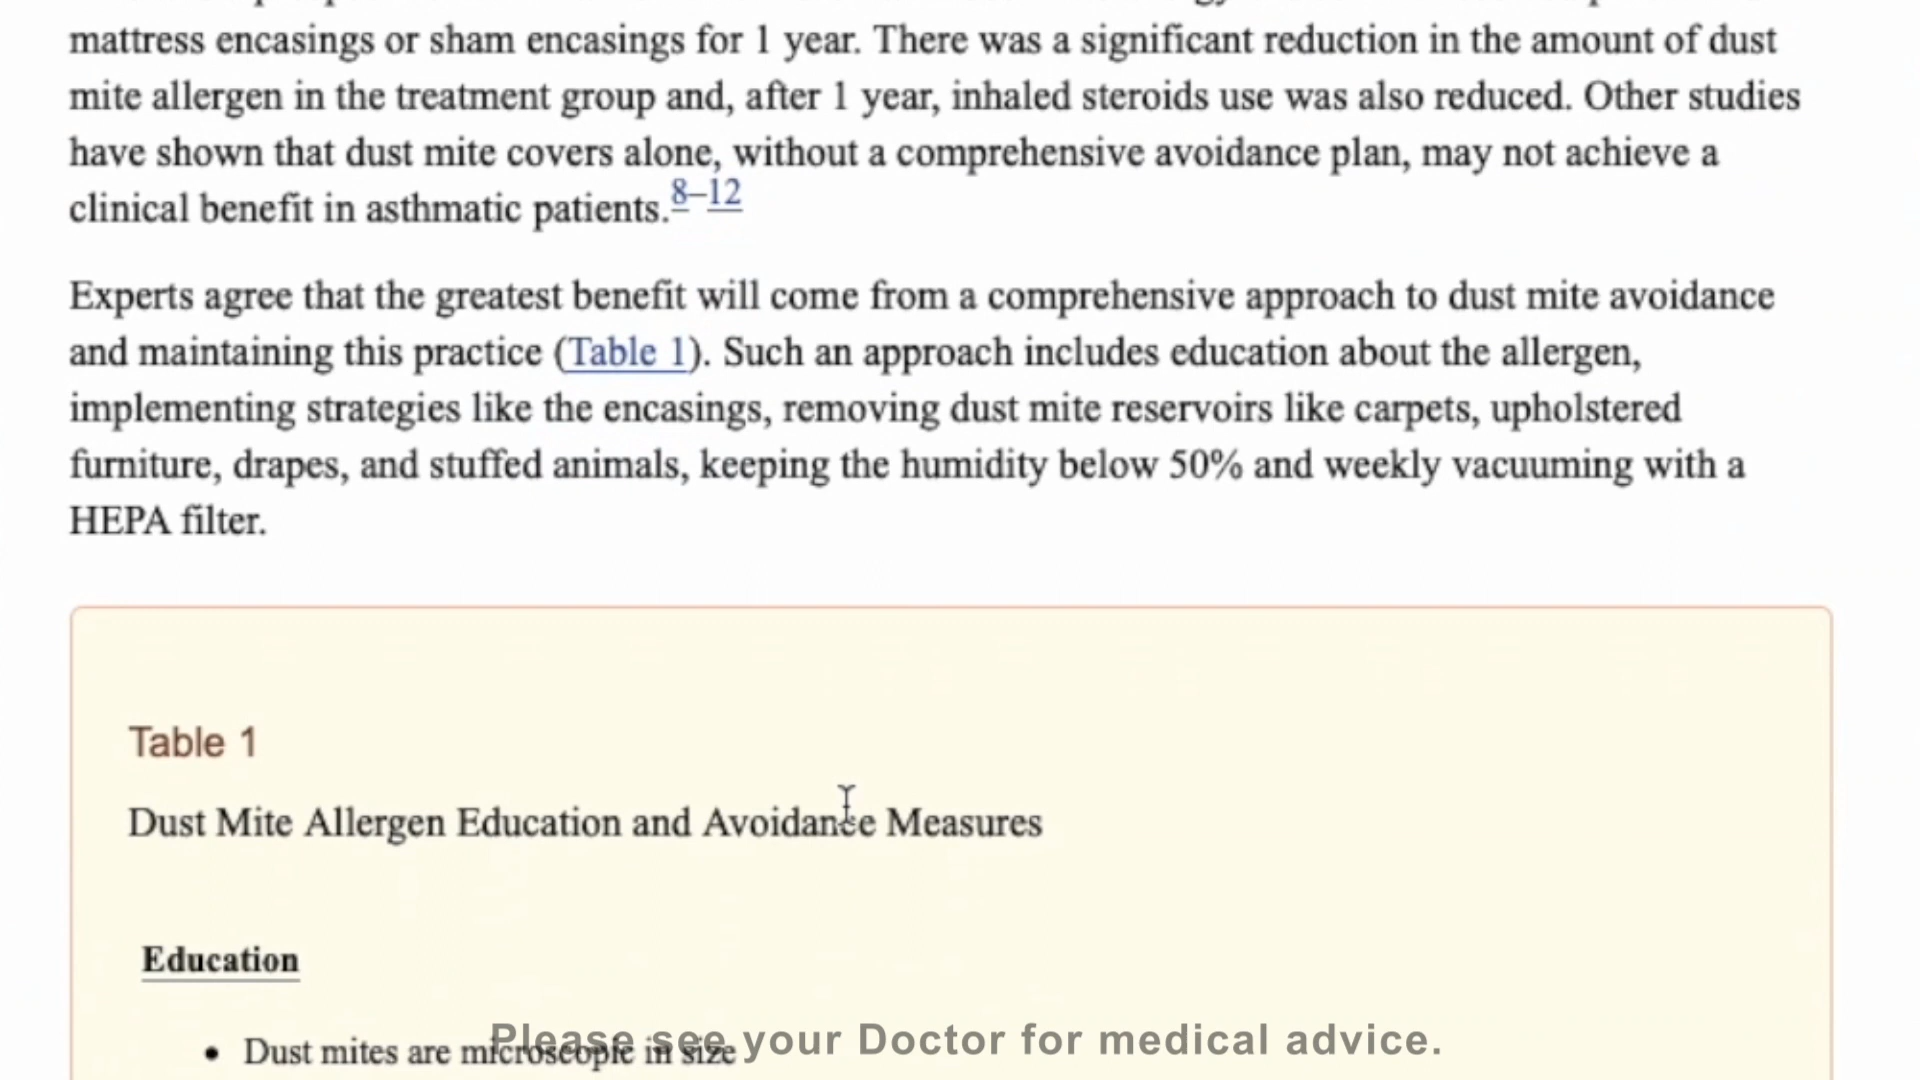 mattress encasings or sham encasings for 1 year. There was a significant reduction in the amount of dust
mite allergen in the treatment group and, after 1 year, inhaled steroids use was also reduced. Other studies
have shown that dust mite covers alone, without a comprehensive avoidance plan, may not achieve a
clinical benefit in asthmatic patients.8–12
Experts agree that the greatest benefit will come from a comprehensive approach to dust mite avoidance
and maintaining this practice (Table 1). Such an approach includes education about the allergen,
implementing strategies like the encasings, removing dust mite reservoirs like carpets, upholstered
furniture, drapes, and stuffed animals, keeping the humidity below 50% and weekly vacuuming with a
HEPA filter.
Table 1
Dust Mite Allergen Education and Avoidance Measures
Education
• Dust mites are microscopic in size
Please see your Doctor for medical advice.